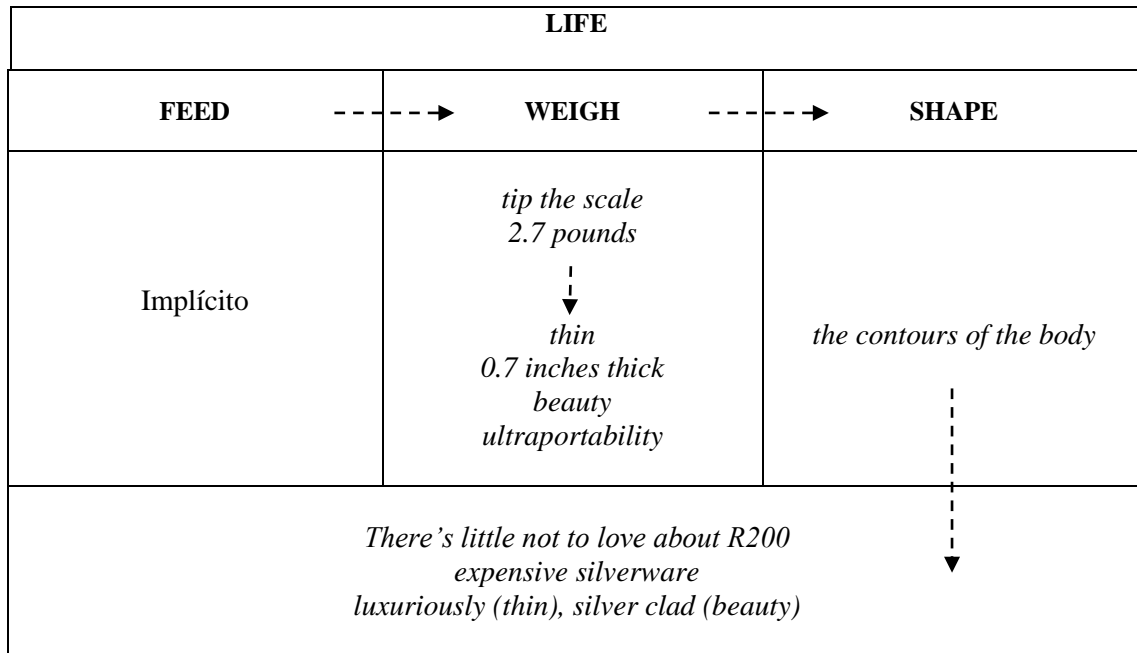 LIFE
FEED
WEIGH
SHAPE
Implícito
tip the scale
2.7 pounds
thin
0.7 inches thick
beauty
ultraportability
the contours of the body
There’s little not to love about R200
expensive silverware
luxuriously (thin), silver clad (beauty)